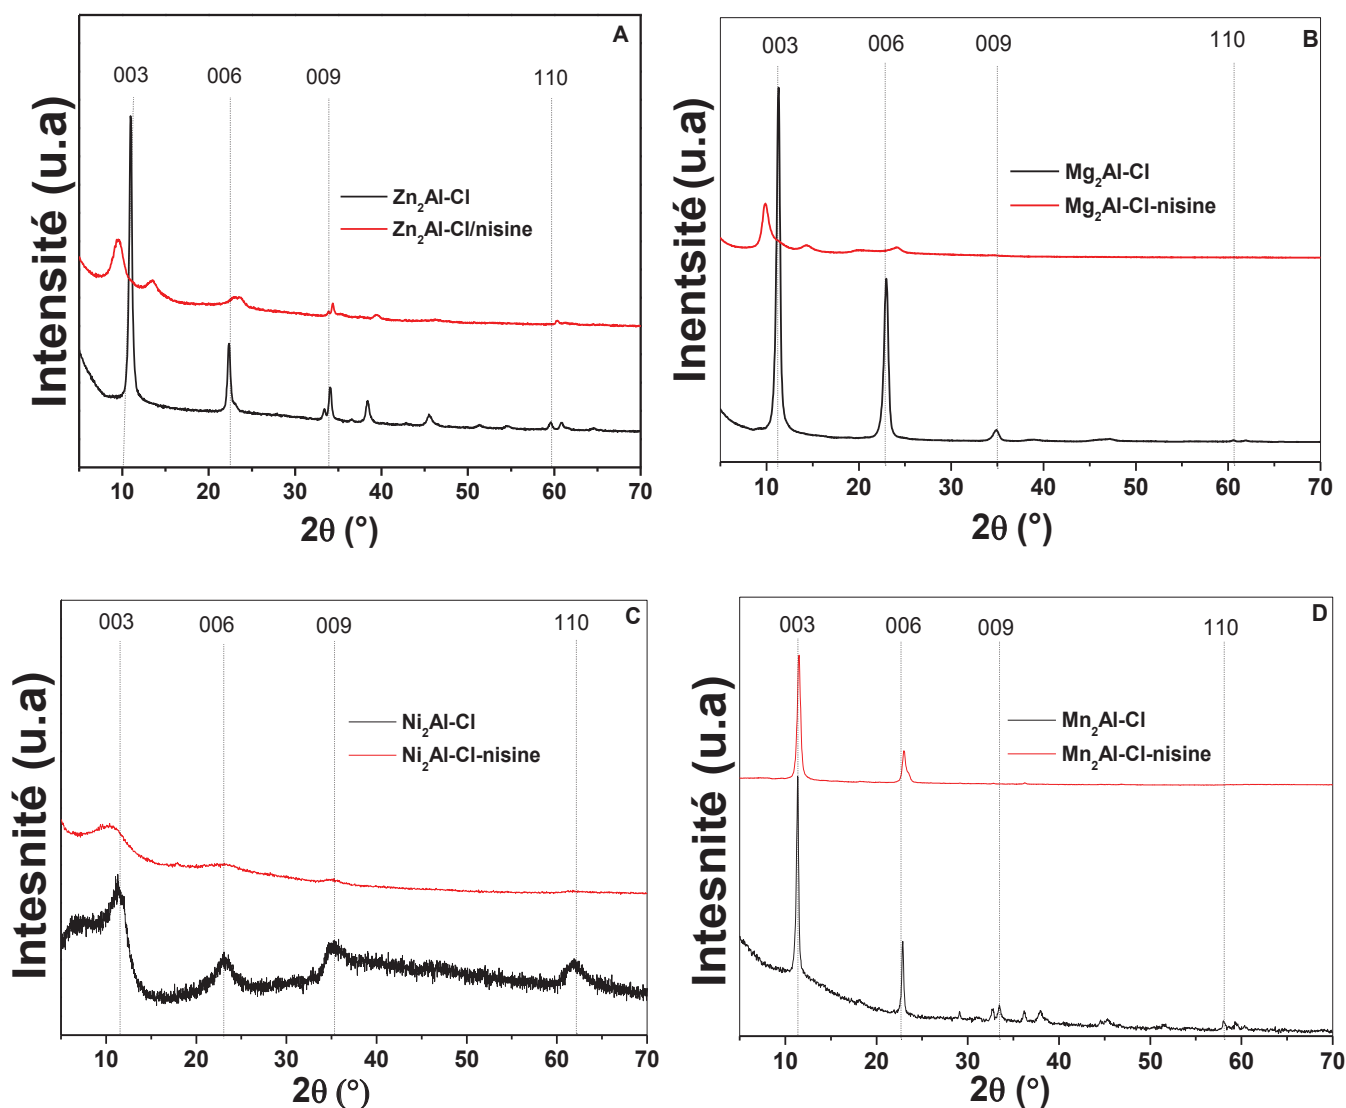 A
003 006 009 110
Zn2Al-Cl
Zn2Al-Cl/nisine
Intensité (u.a)
10 20 30 40 50 60 70
2θ (°)
B
003 006 009 110
Mg2Al-Cl
Mg2Al-Cl-nisine
Inentsité (u.a)
10 20 30 40 50 60 70
2θ (°)
C
003 006 009 110
Ni2Al-Cl
Ni2Al-Cl-nisine
Intesnité (u.a)
10 20 30 40 50 60 70
2θ (°)
D
003 006 009 110
Mn2Al-Cl
Mn2Al-Cl-nisine
Intesnité (u.a)
10 20 30 40 50 60 70
2θ (°)